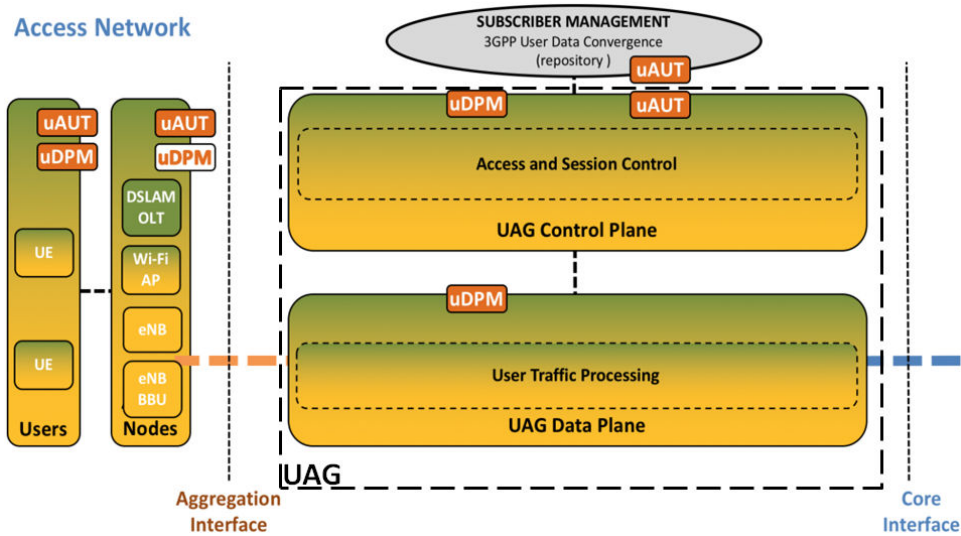 Access Network
SUBSCRIBER MANAGEMENT
3GPP User Data Convergence
(repository )
uAUT
uAUT
uDPM
uAUT
uDPM
uDPM
uAUT
DSLAM
OLT
UE
Wi-Fi
AP
eNB
UE
eNB
BBU
Users
Nodes
Access and Session Control
UAG Control Plane
uDPM
User Traffic Processing
UAG Data Plane
UAG
Aggregation
Interface
Core
Interface